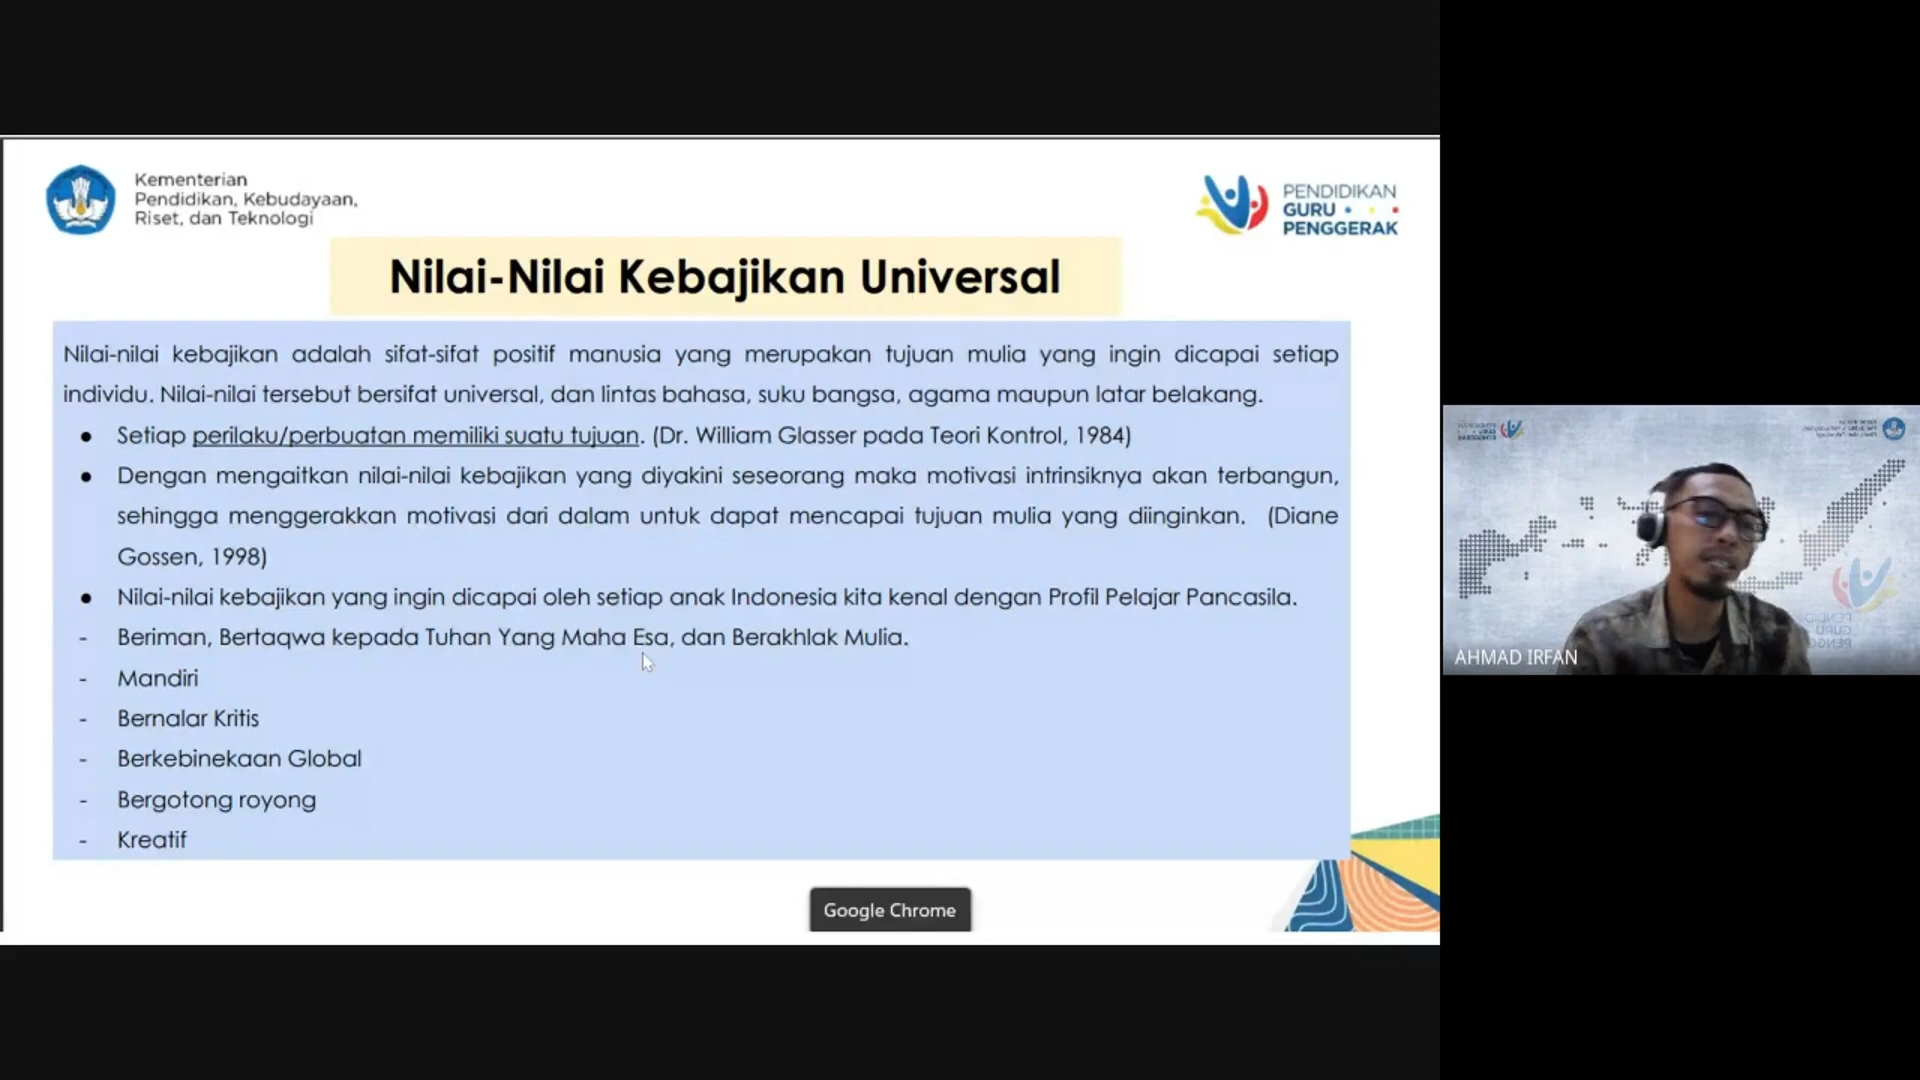 Kementerian
Pendidikan, Kebudayaan,
Riset, dan Teknologi
PENDIDIKAN
GURU
PENGGERAK
Nilai-Nilai Kebajikan Universal
Nilai-nilai kebajikan adalah sifat-sifat positif manusia yang merupakan tujuan mulia yang ingin dicapai setiap
individu. Nilai-nilai tersebut bersifat universal, dan lintas bahasa, suku bangsa, agama maupun latar belakang.
● Setiap perilaku/perbuatan memiliki suatu tujuan. (Dr. William Glasser pada Teori Kontrol, 1984)
● Dengan mengaitkan nilai-nilai kebajikan yang diyakini seseorang maka motivasi intrinsiknya akan terbangun,
sehingga menggerakkan motivasi dari dalam untuk dapat mencapai tujuan mulia yang diinginkan. (Diane
Gossen, 1998)
● Nilai-nilai kebajikan yang ingin dicapai oleh setiap anak Indonesia kita kenal dengan Profil Pelajar Pancasila.
- Beriman, Bertaqwa kepada Tuhan Yang Maha Esa, dan Berakhlak Mulia.
- Mandiri
- Bernalar Kritis
- Berkebinekaan Global
- Bergotong royong
- Kreatif
Google Chrome
AHMAD IRFAN